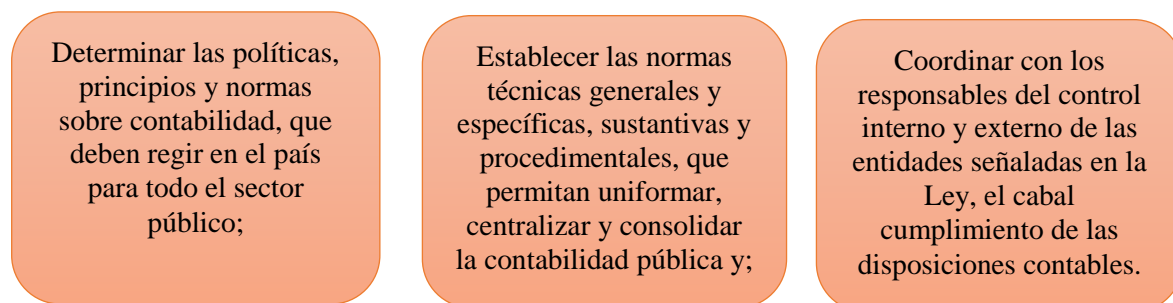 Determinar las políticas,
principios y normas
sobre contabilidad, que
deben regir en el país
para todo el sector
público;
Establecer las normas
técnicas generales y
específicas, sustantivas y
procedimentales, que
permitan uniformar,
centralizar y consolidar
la contabilidad pública y;
Coordinar con los
responsables del control
interno y externo de las
entidades señaladas en la
Ley, el cabal
cumplimiento de las
disposiciones contables.